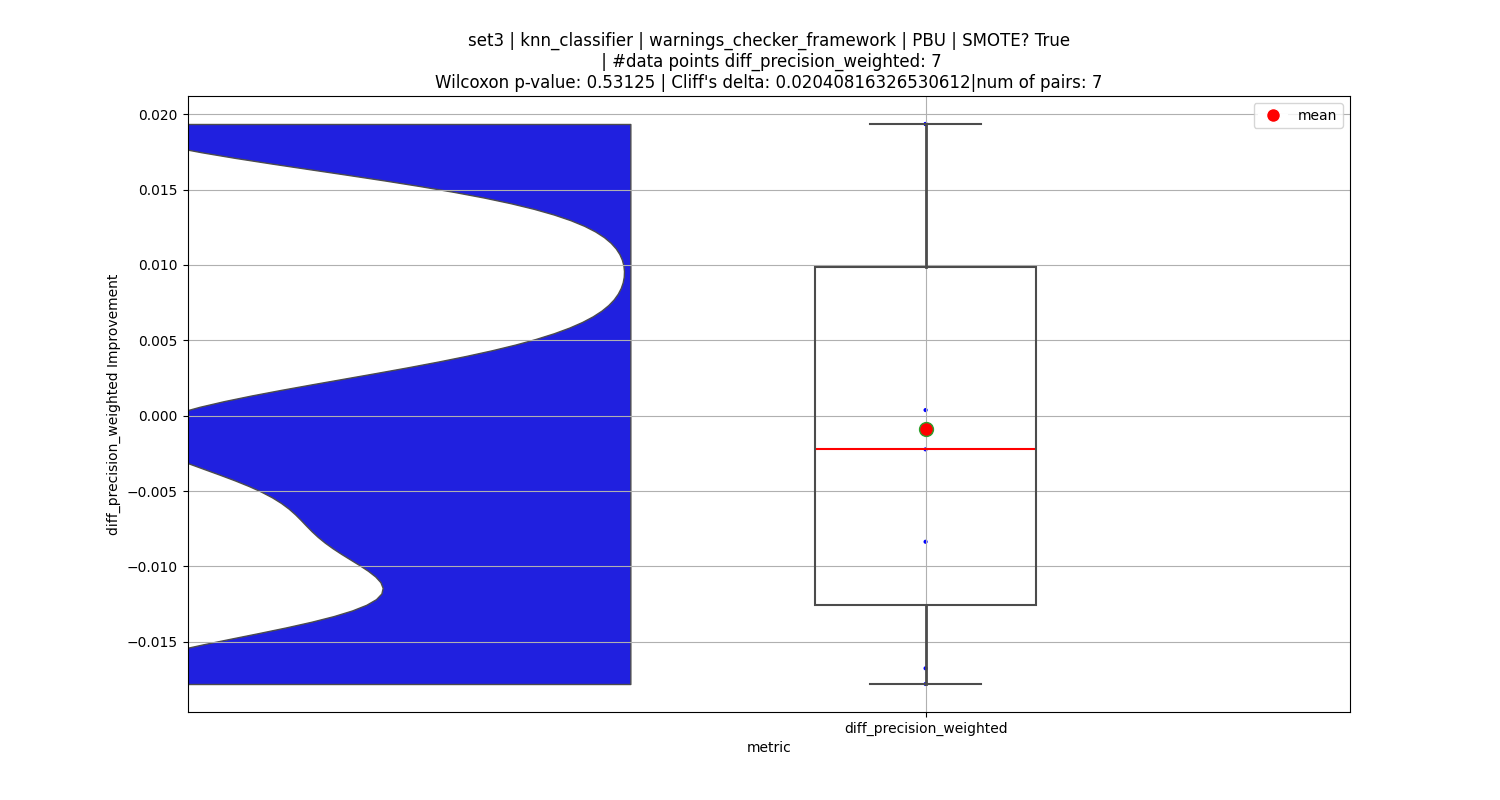 set3 | knn_classifier | warnings_checker_framework | PBU | SMOTE? True
| #data points diff_precision_weighted: 7
Wilcoxon p-value: 0.53125 | Cliff's delta: 0.02040816326530612|num of pairs: 7
mean
0.020
0.015
0.010
0.005
0.000
−0.005
−0.010
−0.015
diff_precision_weighted Improvement
diff_precision_weighted
metric